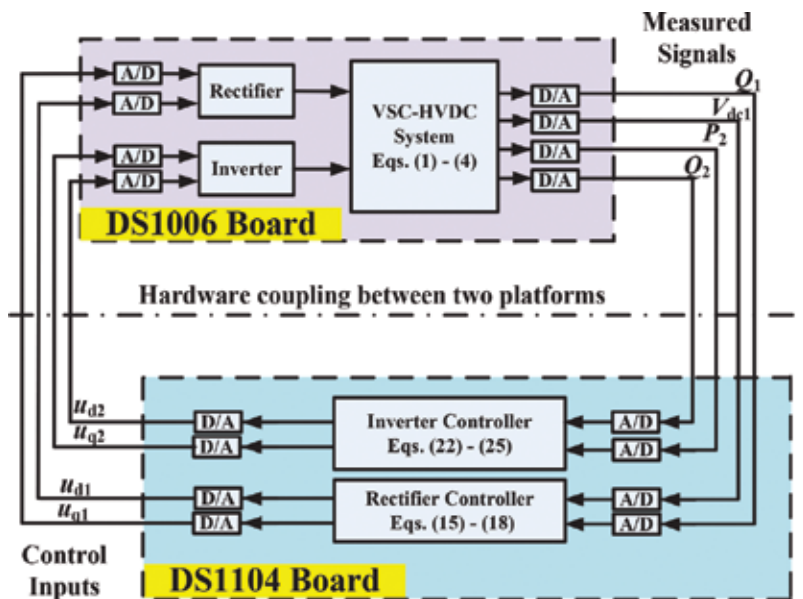 Measured
Signals
A/D
A/D
Rectifier
A/D
A/D
Inverter
VSC-HVDC
System
Eqs. (1) - (4)
D/A
D/A
D/A
D/A
Q1
Vdc1
P2
Q2
DS1006 Board
Hardware coupling between two platforms
ud2
uq2
ud1
uq1
D/A
D/A
Inverter Controller
Eqs. (22) - (25)
A/D
A/D
D/A
D/A
Rectifier Controller
Eqs. (15) - (18)
A/D
A/D
Control
Inputs
DS1104 Board